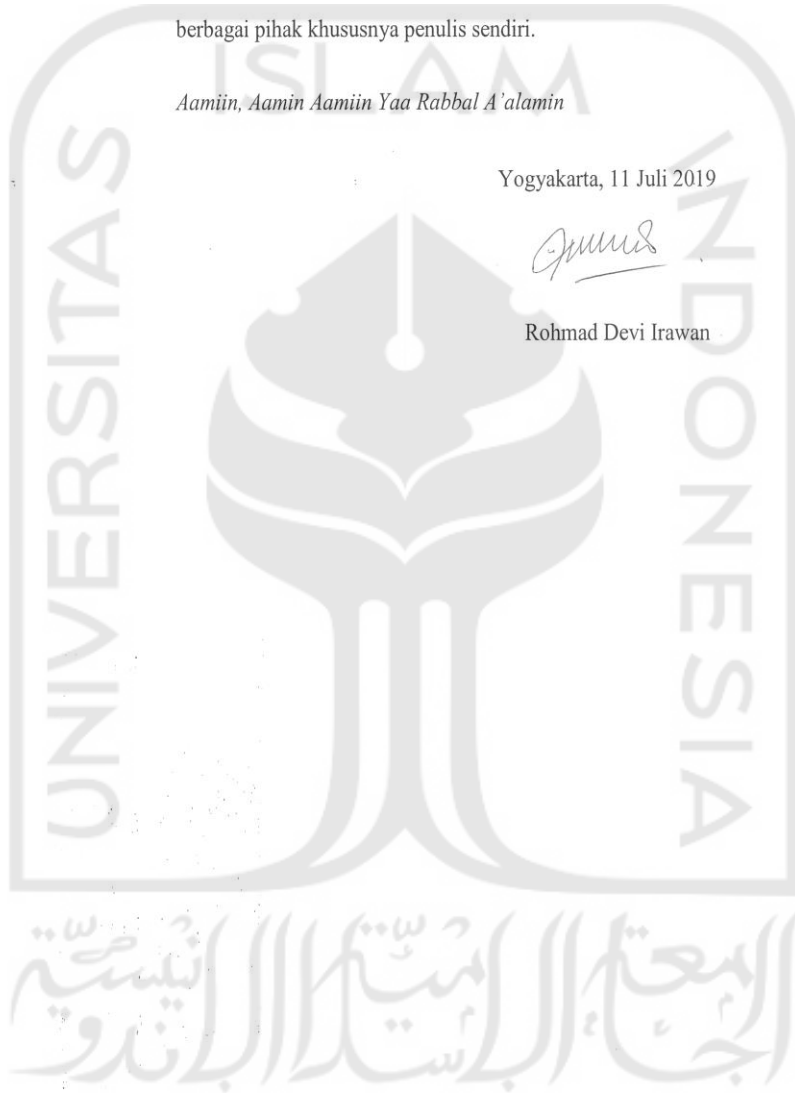 berbagai pihak khususnya penulis sendiri.
Aamiin, Aamin Aamiin Yaa Rabbal A'alamin
Yogyakarta, 11 Juli 2019
Rohmad Devi Irawan
UNIVERSITAS
ISLAM
INDONESIA